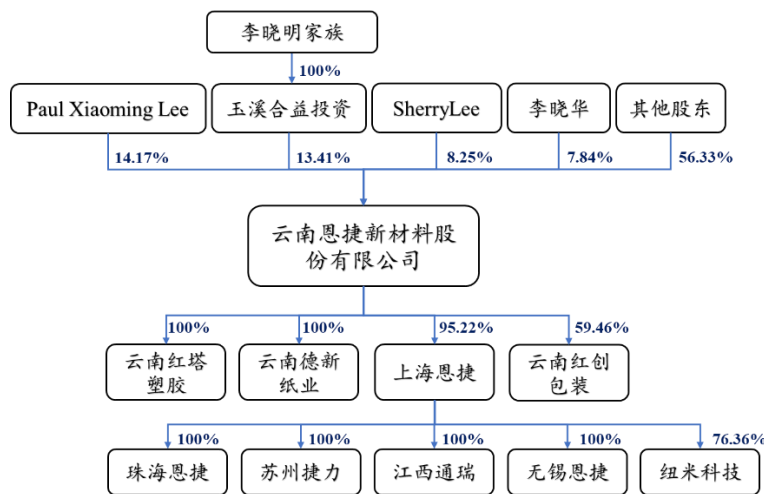 李晓明家族
100%
Paul Xiaoming Lee
玉溪合益投资
SherryLee
李晓华
其他股东
14.17%
13.41%
8.25%
7.84%
56.33%
云南恩捷新材料股
份有限公司
100%
100%
95.22%
59.46%
云南红塔
塑胶
云南德新
纸业
上海恩捷
云南红创
包装
100%
100%
100%
100%
76.36%
珠海恩捷
苏州捷力
江西通瑞
无锡恩捷
纽米科技